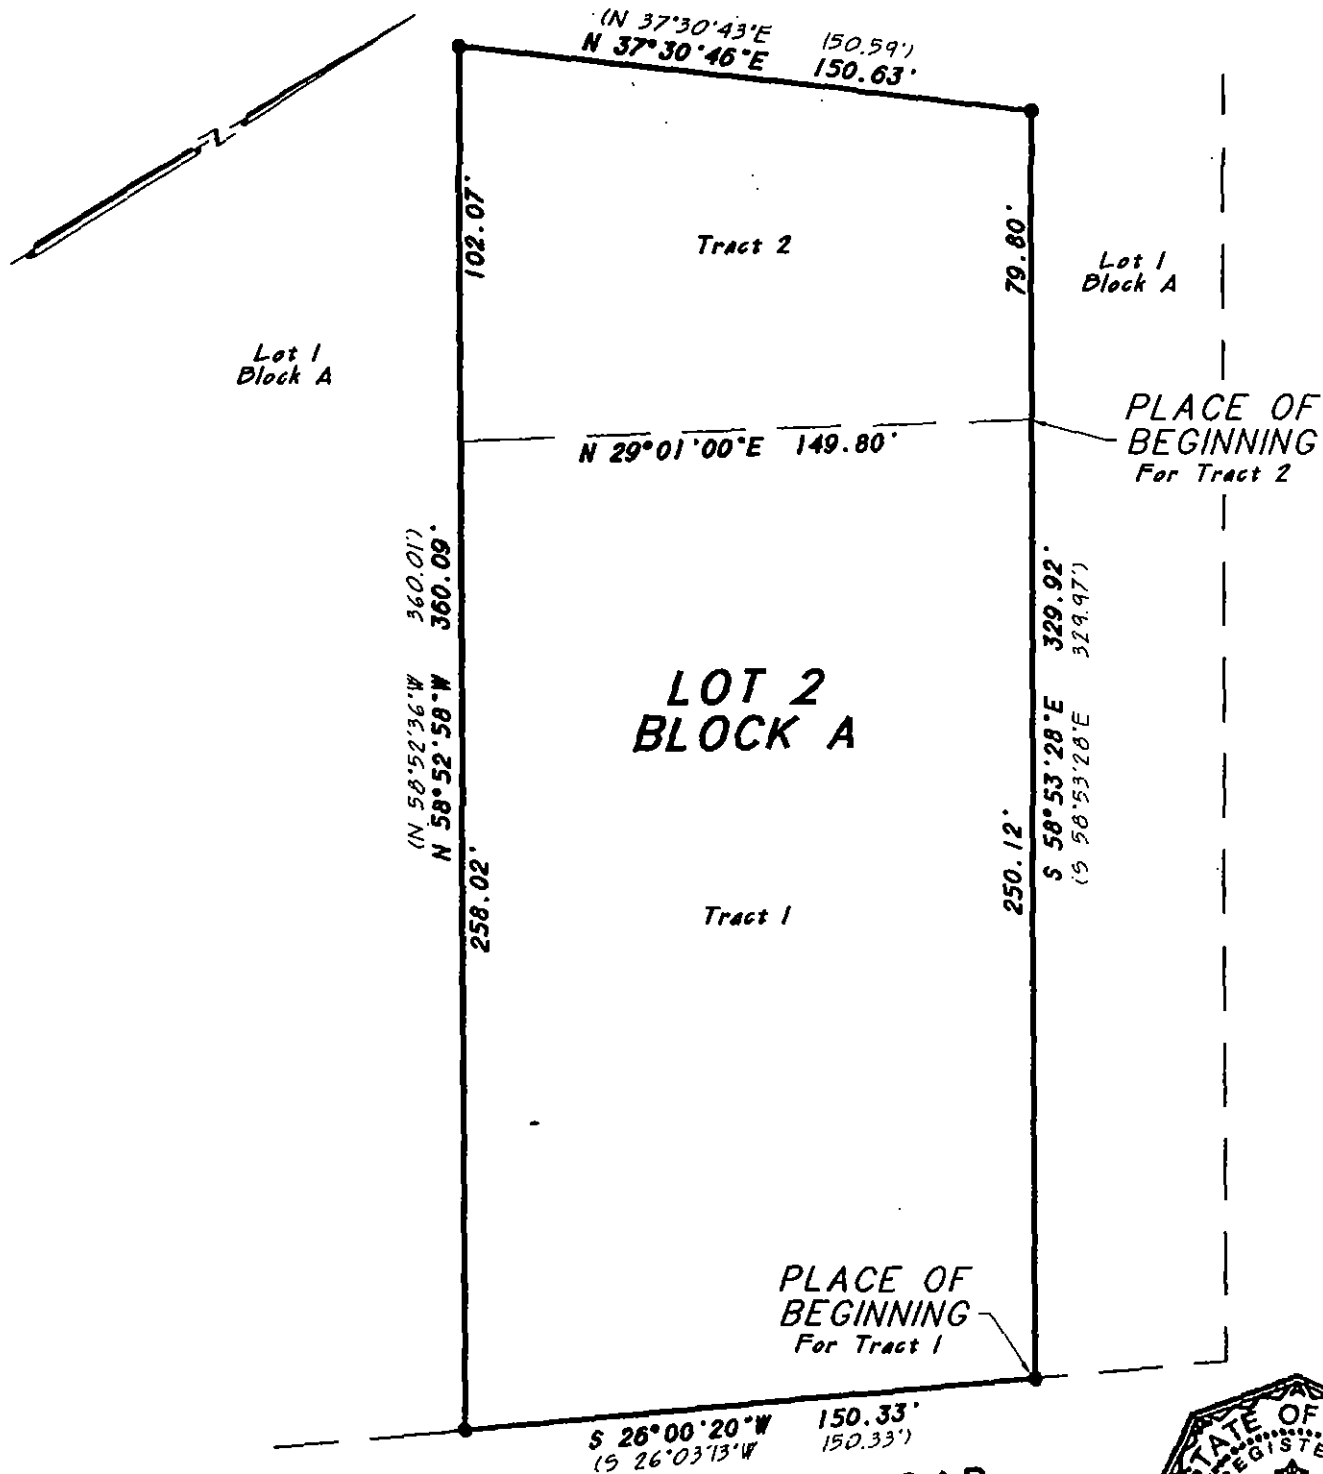 (N 37°30'43"E 150.59')
N 37°30'46"E 150.63'
102.07'
Tract 2
79.80'
Lot 1
Block A
Lot 1
Block A
PLACE OF
BEGINNING
For Tract 2
N 29°01'00"E 149.80'
(N 58°52'36"W 360.01')
N 58°52'58"W 360.09'
258.02'
LOT 2
BLOCK A
S 58°53'28"E 329.92'
(S 58°53'28"E 329.97')
250.12'
Tract 1
PLACE OF
BEGINNING
For Tract 1
S 26°00'20"W 150.33'
(S 26°03'13"W 150.33')
STATE OF